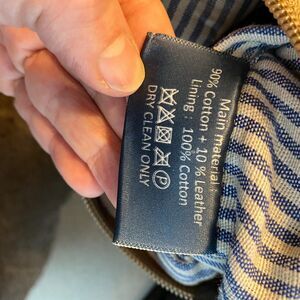 Main material :
90% Cotton + 10 % Leather
Lining : 100% Cotton
P
DRY CLEAN ONLY